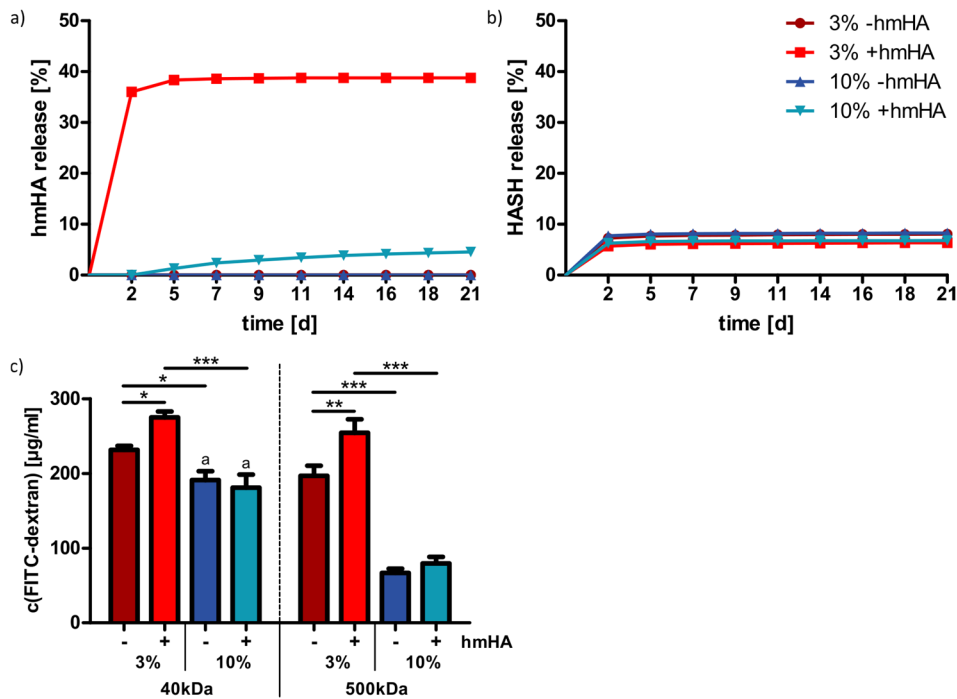 a)
50
40
30
20
10
0
hmHA release [%]
2 5 7 9 11 14 16 18 21
time [d]
b)
50
40
30
20
10
0
HASH release [%]
2 5 7 9 11 14 16 18 21
time [d]
3% -hmHA
3% +hmHA
10% -hmHA
10% +hmHA
c)
300
200
100
0
c(FITC-dextran) [µg/ml]
*** ***
* ***
* **
a a
- + - + - + - + hmHA
3% 10% 3% 10%
40kDa 500kDa